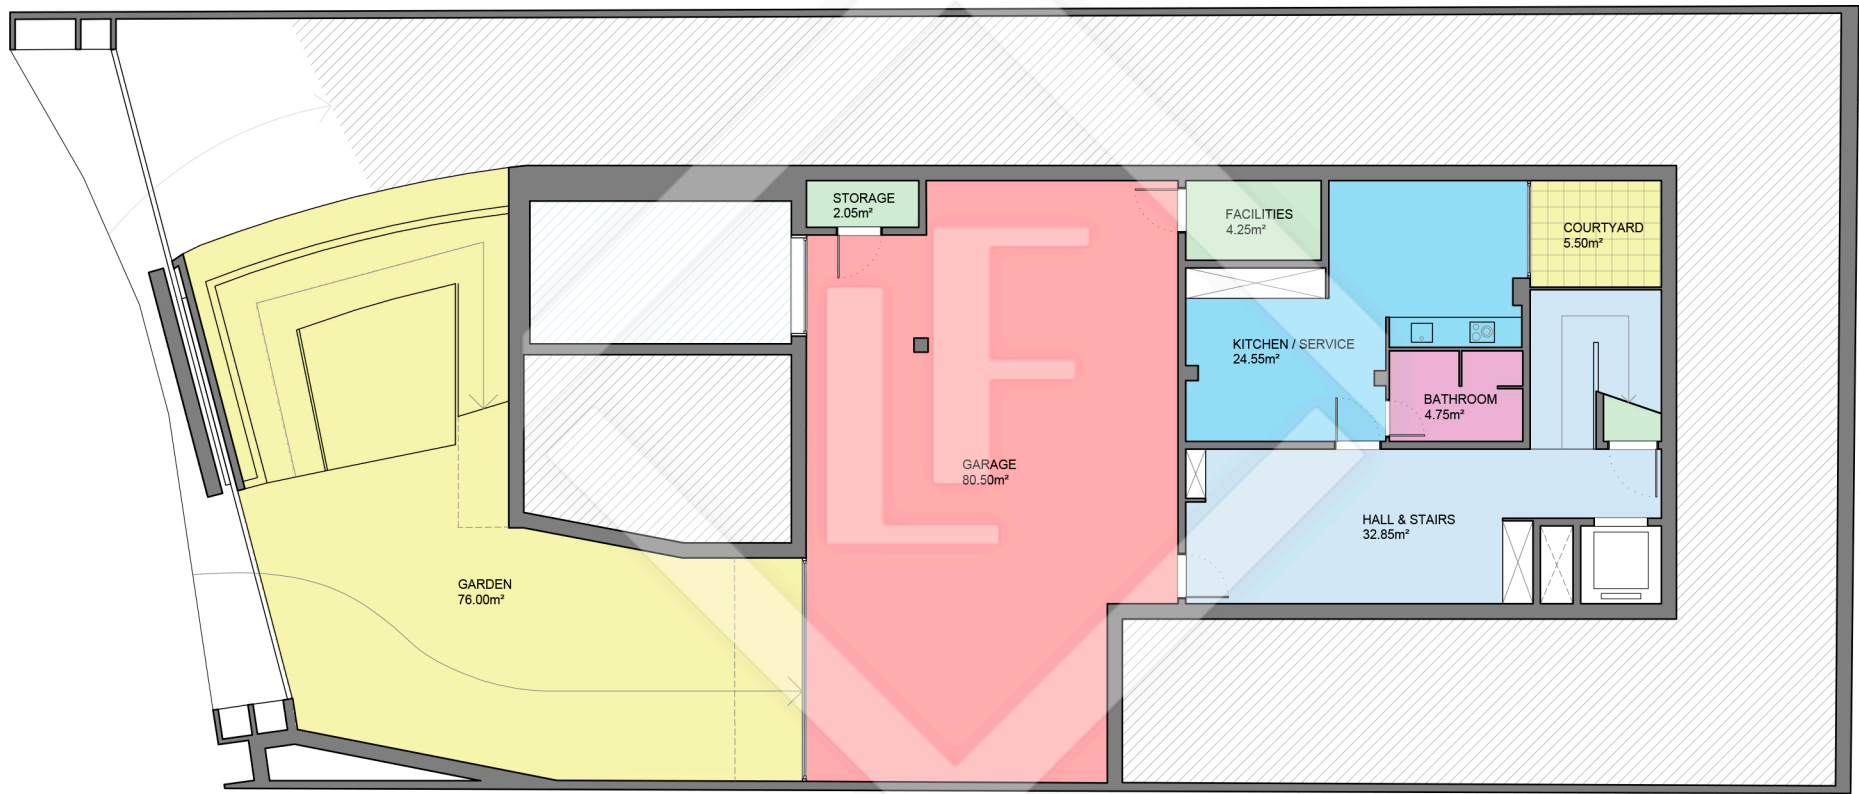 STORAGE
2.05m²
FACILITIES
4.25m²
COURTYARD
5.50m²
KITCHEN / SERVICE
24.55m²
BATHROOM
4.75m²
GARAGE
80.50m²
HALL & STAIRS
32.85m²
GARDEN
76.00m²
LF